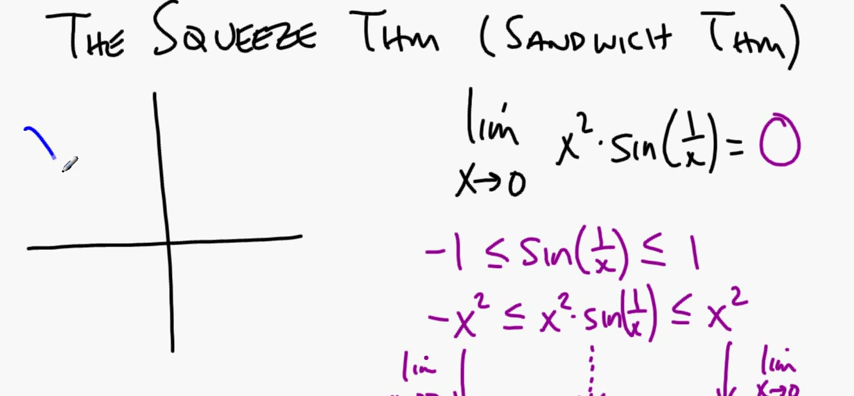 THE SQUEEZE THM (SANDWICH THM)
lim x→0 x²·sin(1/x) = 0
-1 ≤ sin(1/x) ≤ 1
-x² ≤ x²·sin(1/x) ≤ x²
lim lim
x→0